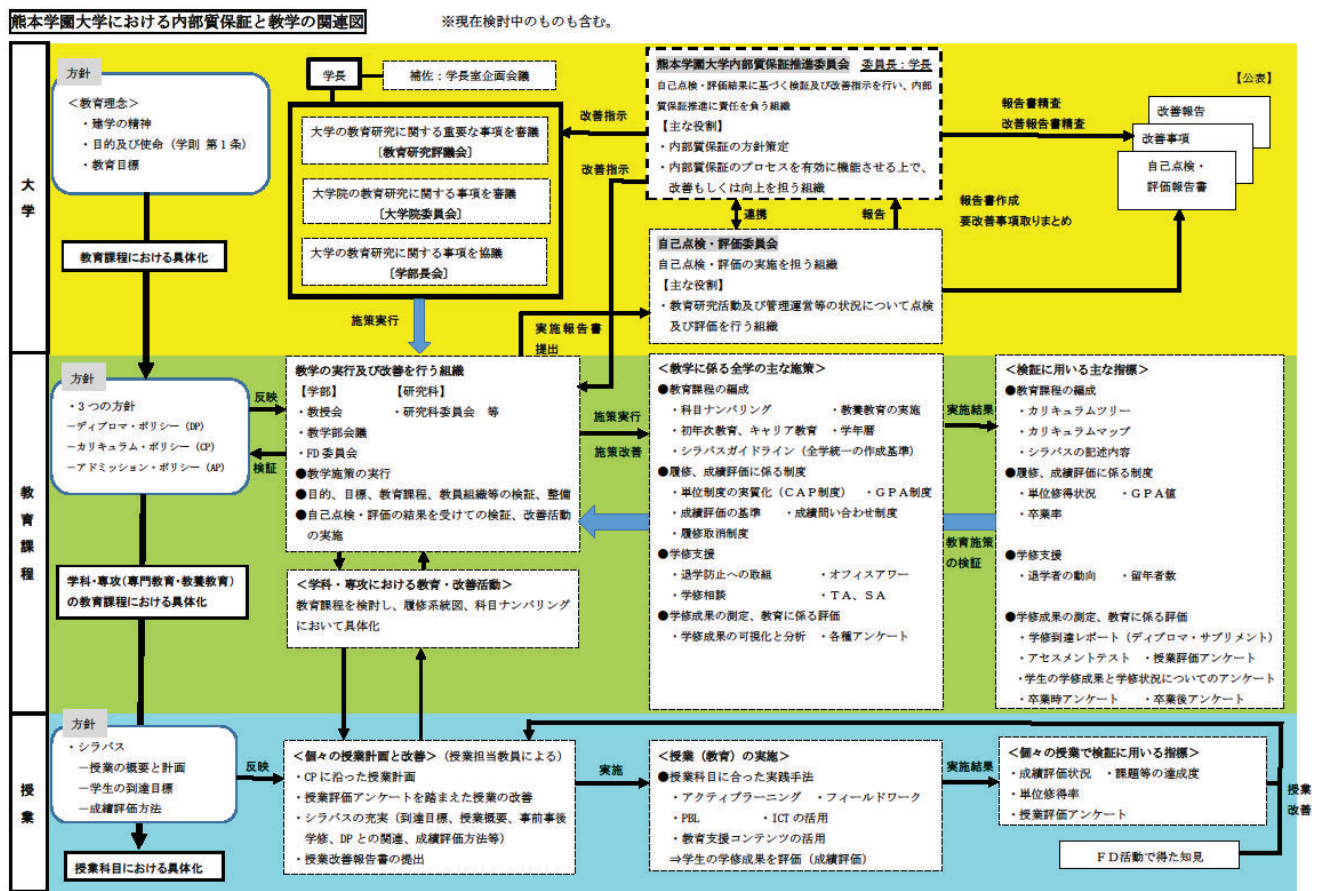 熊本学園大学における内部質保証と教学の関連図
※現在検討中のものも含む。
大学
方針
＜教育理念＞
・建学の精神
・目的及び使命（学則 第１条）
・教育目標
教育課程における具体化
学長
補佐：学長室企画会議
大学の教育研究に関する重要な事項を審議
〔教育研究評議会〕
大学院の教育研究に関する事項を審議
〔大学院委員会〕
大学の教育研究に関する事項を協議
〔学部長会〕
施策実行
改善指示
改善指示
熊本学園大学内部質保証推進委員会　委員長：学長
自己点検・評価結果に基づく検証及び改善指示を行い、内部
質保証推進に責任を負う組織
【主な役割】
・内部質保証の方針策定
・内部質保証のプロセスを有効に機能させる上で、
改善もしくは向上を担う組織
連携
報告
自己点検・評価委員会
自己点検・評価の実施を担う組織
【主な役割】
・教育研究活動及び管理運営等の状況について点検
及び評価を行う組織
実施報告書
提出
報告書精査
改善報告書精査
報告書作成
要改善事項取りまとめ
【公表】
改善報告
改善事項
自己点検・
評価報告書
教育課程
方針
・３つの方針
－ディプロマ・ポリシー（DP）
－カリキュラム・ポリシー（CP）
－アドミッション・ポリシー（AP）
反映
検証
学科・専攻（専門教育・教養教育）
の教育課程における具体化
教学の実行及び改善を行う組織
【学部】　【研究科】
・教授会　・研究科委員会　等
・教学部会議
・FD 委員会
●教学施策の実行
●目的、目標、教育課程、教員組織等の検証、整備
●自己点検・評価の結果を受けての検証、改善活動
の実施
＜学科・専攻における教育・改善活動＞
教育課程を検討し、履修系統図、科目ナンバリング
において具体化
施策実行
施策改善
＜教学に係る全学の主な施策＞
●教育課程の編成
・科目ナンバリング　・教養教育の実施
・初年次教育、キャリア教育　・学年暦
・シラバスガイドライン（全学統一の作成基準）
●履修、成績評価に係る制度
・単位制度の実質化（ＣＡＰ制度）　・ＧＰＡ制度
・成績評価の基準　・成績問い合わせ制度
・履修取消制度
●学修支援
・退学防止への取組　・オフィスアワー
・学修相談　・ＴＡ、ＳＡ
●学修成果の測定、教育に係る評価
・学修成果の可視化と分析　・各種アンケート
実施結果
教育施策
の検証
＜検証に用いる主な指標＞
●教育課程の編成
・カリキュラムツリー
・カリキュラムマップ
・シラバスの記述内容
●履修、成績評価に係る制度
・単位修得状況　・ＧＰＡ値
・卒業率
●学修支援
・退学者の動向　・留年者数
●学修成果の測定、教育に係る評価
・学修到達レポート（ディプロマ・サプリメント）
・アセスメントテスト　・授業評価アンケート
・学生の学修成果と学修状況についてのアンケート
・卒業時アンケート　・卒業後アンケート
授業
方針
・シラバス
－授業の概要と計画
－学生の到達目標
－成績評価方法
反映
授業科目における具体化
＜個々の授業計画と改善＞（授業担当教員による）
・CP に沿った授業計画
・授業評価アンケートを踏まえた授業の改善
・シラバスの充実（到達目標、授業概要、事前事後
学修、DP との関連、成績評価方法等）
・授業改善報告書の提出
実施
＜授業（教育）の実施＞
●授業科目に合った実践手法
・アクティブラーニング　・フィールドワーク
・PBL　・ICT の活用
・教育支援コンテンツの活用
⇒学生の学修成果を評価（成績評価）
実施結果
＜個々の授業で検証に用いる指標＞
・成績評価状況　・課題等の達成度
・単位修得率
・授業評価アンケート
授業
改善
ＦＤ活動で得た知見